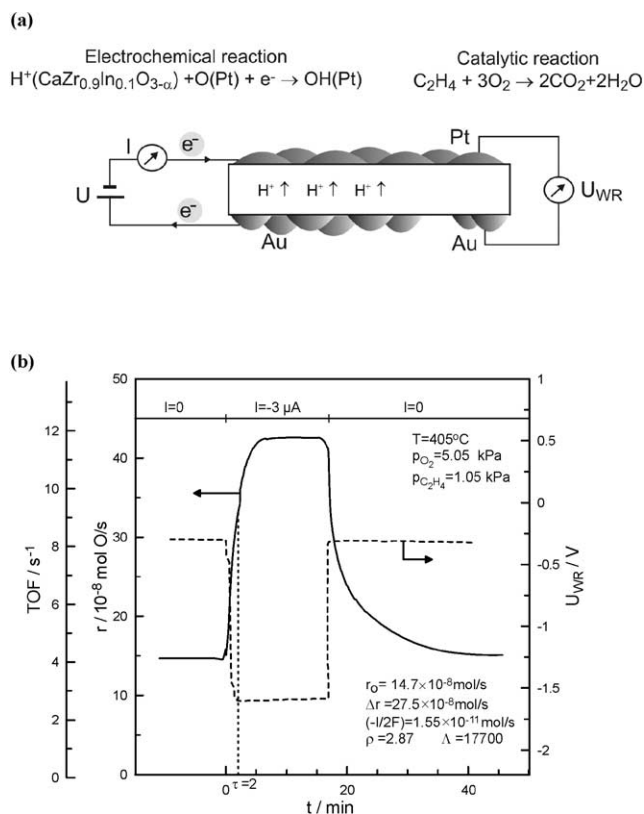 (a)
Electrochemical reaction
H⁺(CaZr₀.₉In₀.₁O₃₋α) +O(Pt) + e⁻ → OH(Pt)
Catalytic reaction
C₂H₄ + 3O₂ → 2CO₂+2H₂O
I
e⁻
Pt
U
H⁺ ↑ H⁺ ↑ H⁺ ↑
U_WR
e⁻
Au
Au
(b)
50
1
I=0
I=-3 μA
I=0
12
T=405°C
p_O₂=5.05 kPa
p_C₂H₄=1.05 kPa
0.5
40
10
0
30
8
-0.5
6
20
-1
4
r₀= 14.7×10⁻⁸mol/s
Δr=27.5×10⁻⁸mol/s
(-I/2F)=1.55×10⁻¹¹mol/s
ρ=2.87 Λ=17700
-1.5
10
2
-2
0
0
0
τ=2
20
40
t / min
TOF / s⁻¹
r / 10⁻⁸ mol O/s
U_WR / V